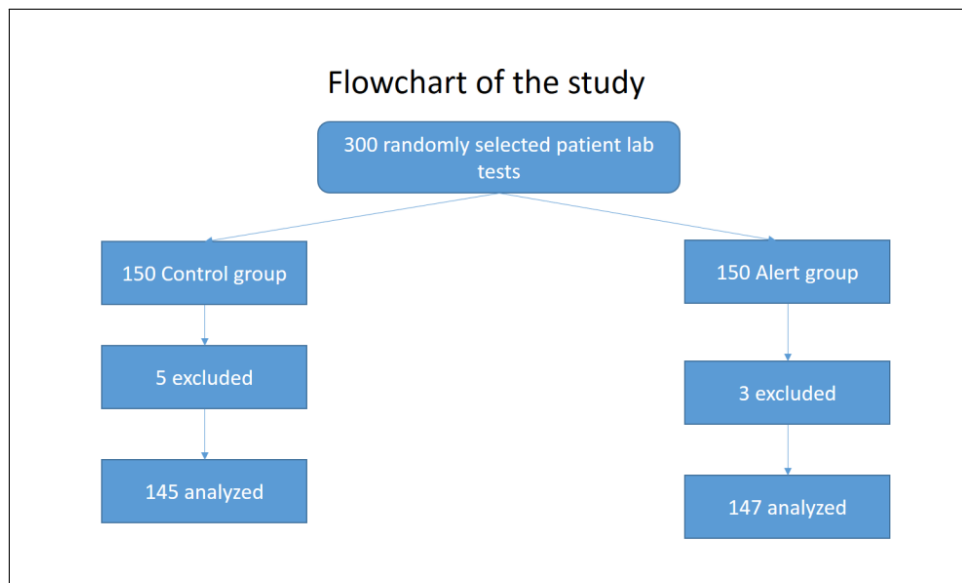 Flowchart of the study
300 randomly selected patient lab
tests
150 Control group
150 Alert group
5 excluded
3 excluded
145 analyzed
147 analyzed